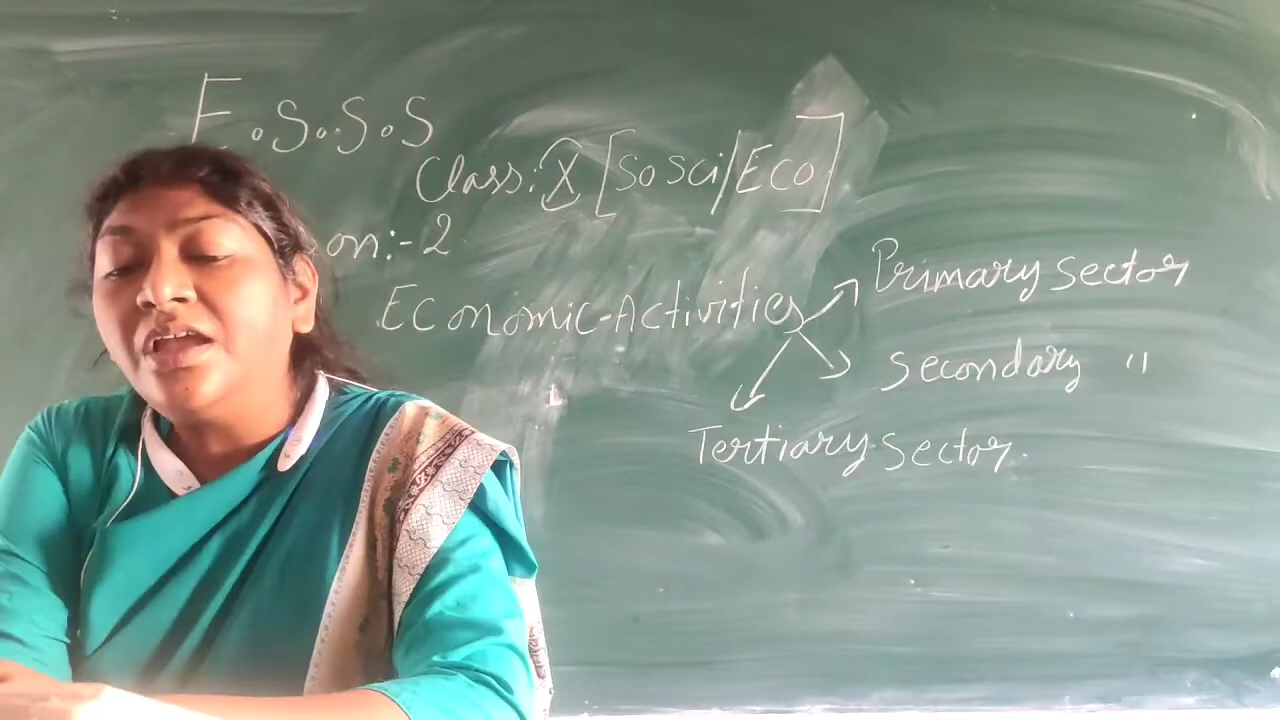 F.S.S.S
Class:- X [So Sci/Eco]
on:-2
Economic-Activities
Primary sector
secondary "
Tertiary sector.